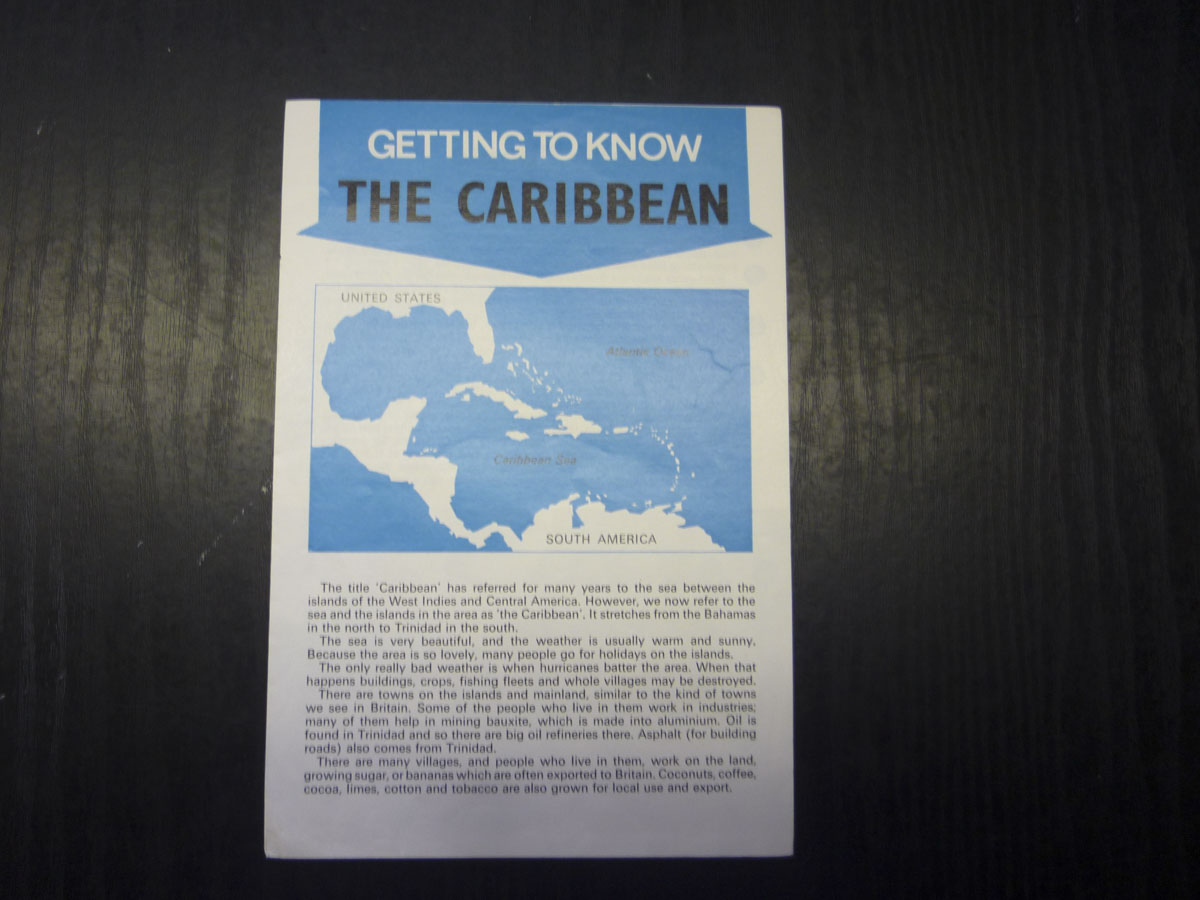 GETTING TO KNOW
THE CARIBBEAN
UNITED STATES
Atlantic Ocean
Caribbean Sea
SOUTH AMERICA
The title 'Caribbean' has referred for many years to the sea between the
islands of the West Indies and Central America. However, we now refer to the
sea and the islands in the area as 'the Caribbean'. It stretches from the Bahamas
in the north to Trinidad in the south.
The sea is very beautiful, and the weather is usually warm and sunny.
Because the area is so lovely, many people go for holidays on the islands.
The only really bad weather is when hurricanes batter the area. When that
happens buildings, crops, fishing fleets and whole villages may be destroyed.
There are towns on the islands and mainland, similar to the kind of towns
we see in Britain. Some of the people who live in them work in industries;
many of them help in mining bauxite, which is made into aluminium. Oil is
found in Trinidad and so there are big oil refineries there. Asphalt (for building
roads) also comes from Trinidad.
There are many villages, and people who live in them, work on the land,
growing sugar, or bananas which are often exported to Britain. Coconuts, coffee,
cocoa, limes, cotton and tobacco are also grown for local use and export.